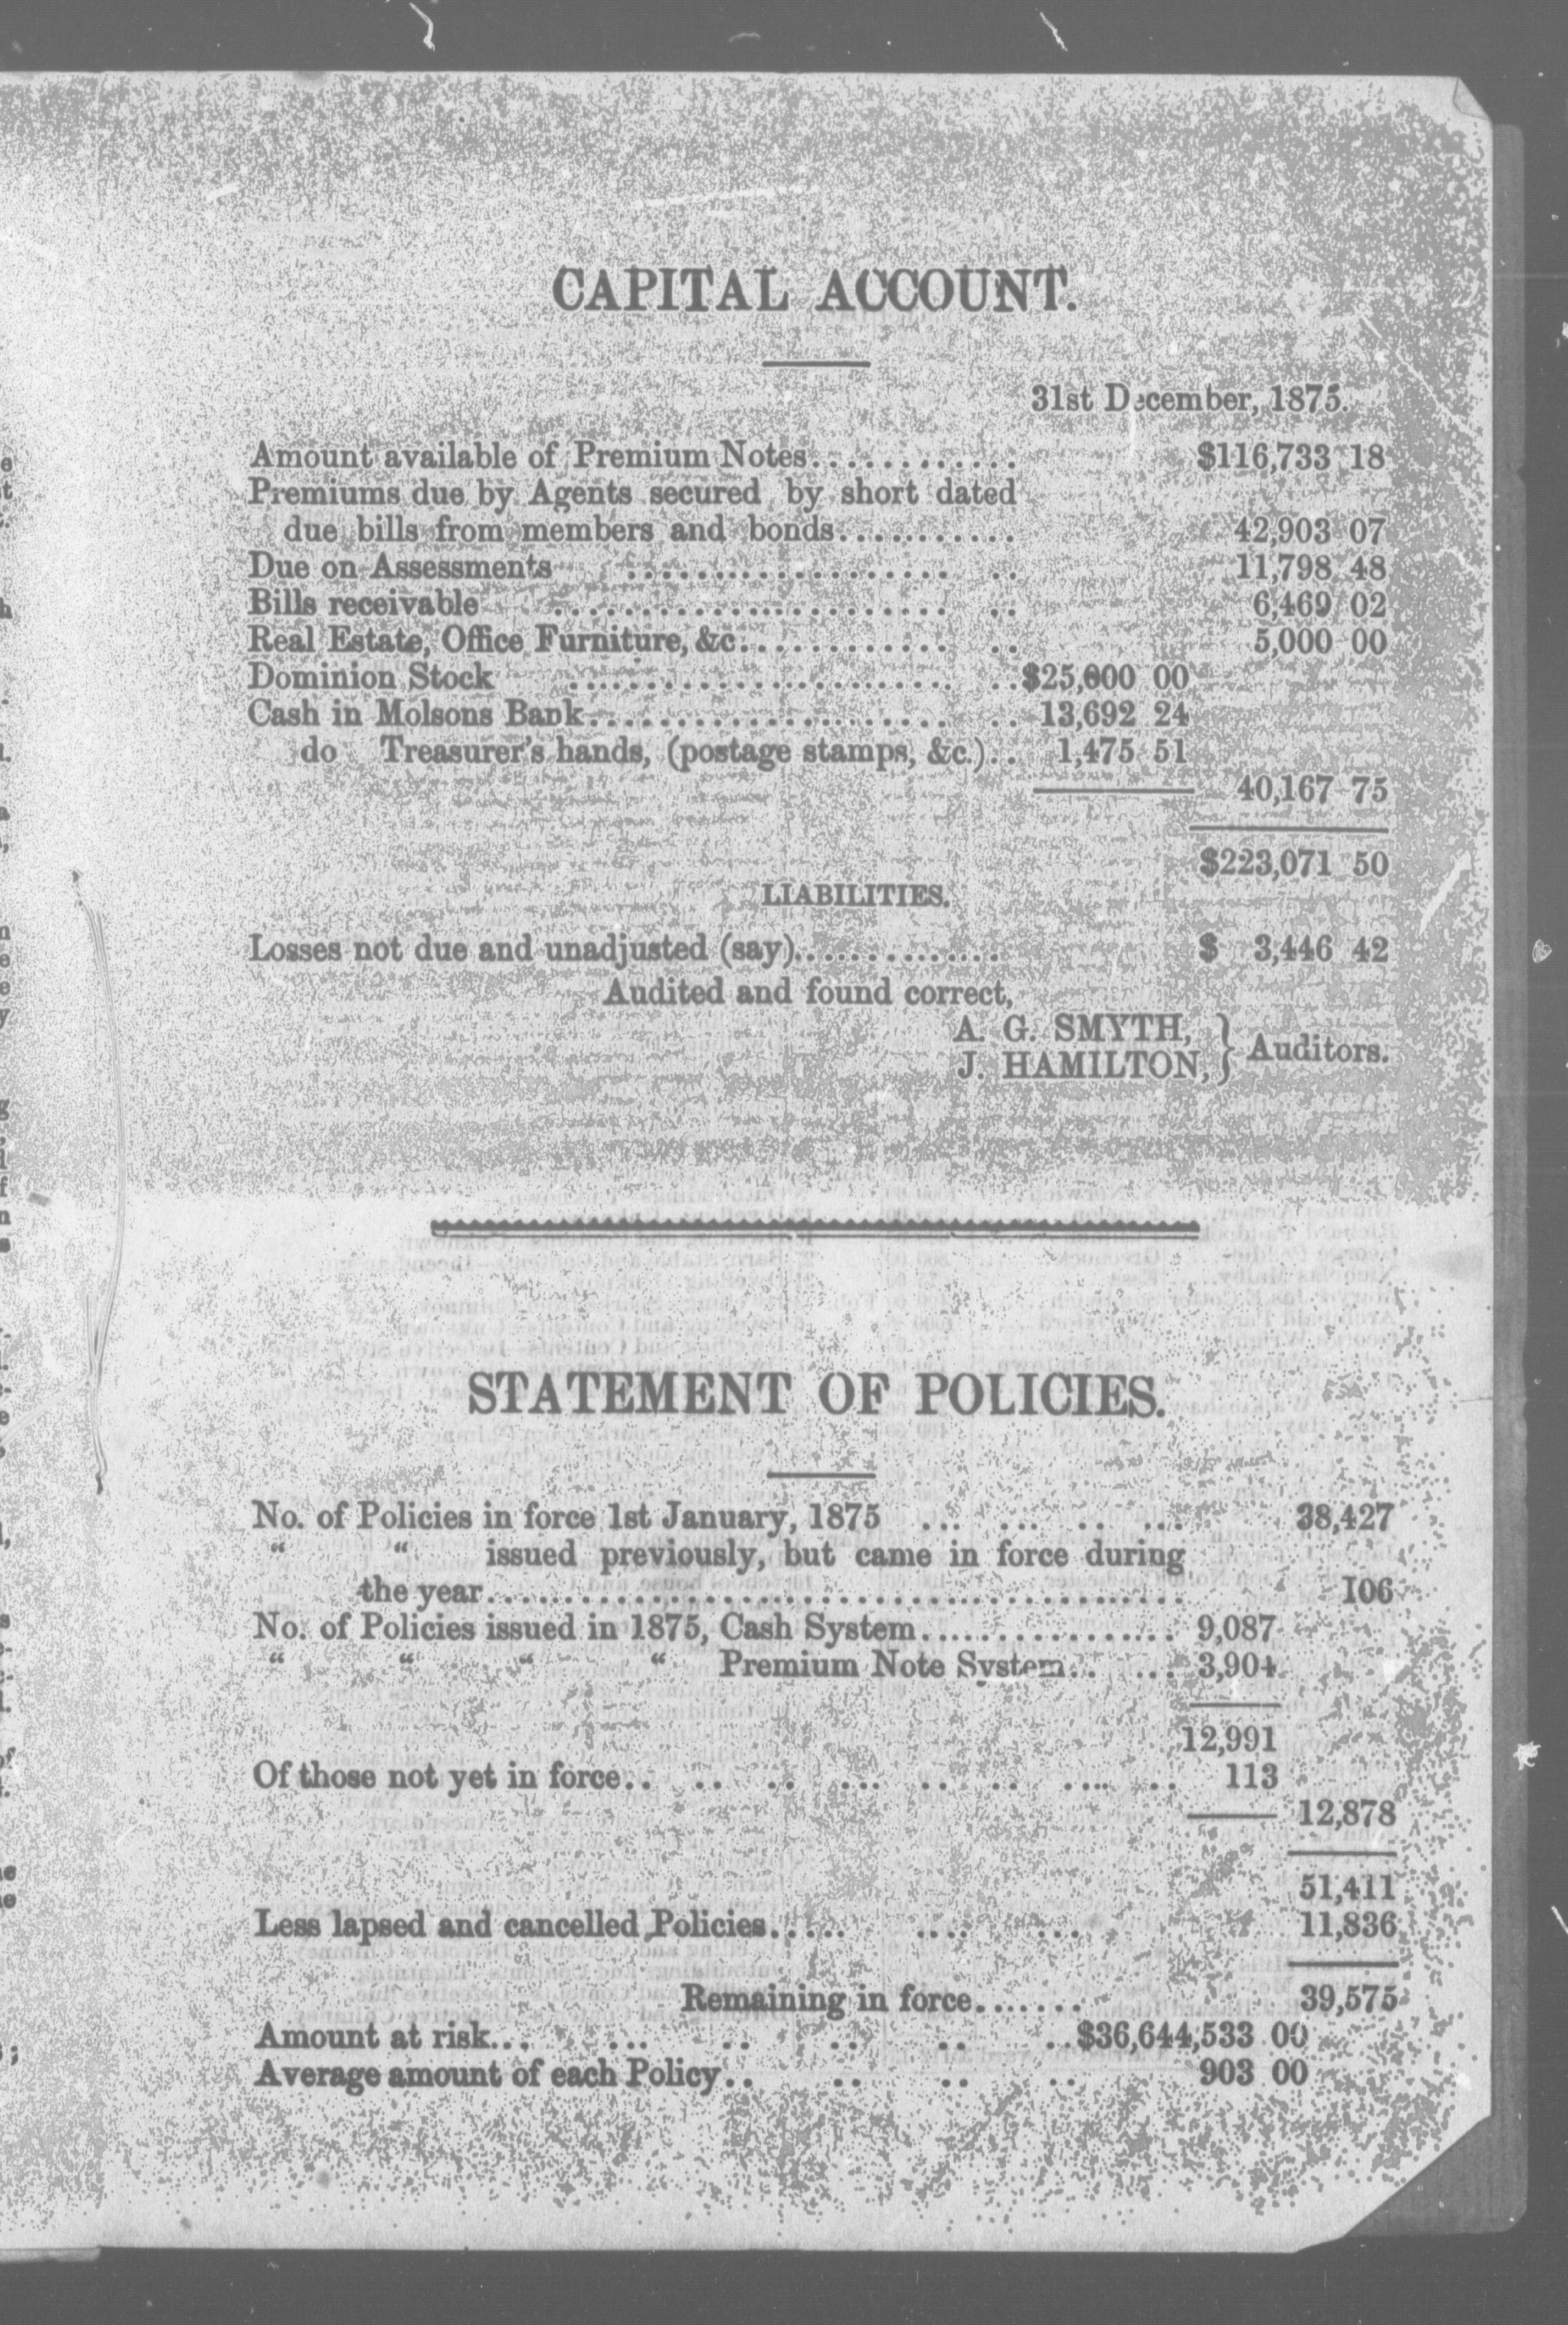 CAPITAL ACCOUNT.
31st December, 1875.
Amount available of Premium Notes............ $116,733 18
Premiums due by Agents secured by short dated
due bills from members and bonds........... 42,903 07
Due on Assessments .................... .. 11,798 48
Bills receivable ....................... .. 6,469 02
Real Estate, Office Furniture, &c............. .. 5,000 00
Dominion Stock ....................... ..$25,000 00
Cash in Molsons Bank..................... .. 13,692 24
do Treasurer's hands, (postage stamps, &c.).. 1,475 51
40,167 75
$223,071 50
LIABILITIES.
Losses not due and unadjusted (say).............. $ 3,446 42
Audited and found correct,
A. G. SMYTH, } Auditors.
J. HAMILTON, }
STATEMENT OF POLICIES.
No. of Policies in force 1st January, 1875 ... ... .. ... 38,427
“ “ issued previously, but came in force during
the year........................................ 106
No. of Policies issued in 1875, Cash System................ 9,087
“ “ “ “ Premium Note System.. ... 3,904
12,991
Of those not yet in force.. .. .. ... .. .. .... .. 113
12,878
51,411
Less lapsed and cancelled Policies..... .... ... 11,836
Remaining in force....... 39,575
Amount at risk... ... .. .. .. ..$36,644,533 00
Average amount of each Policy.. .. .. .. 903 00